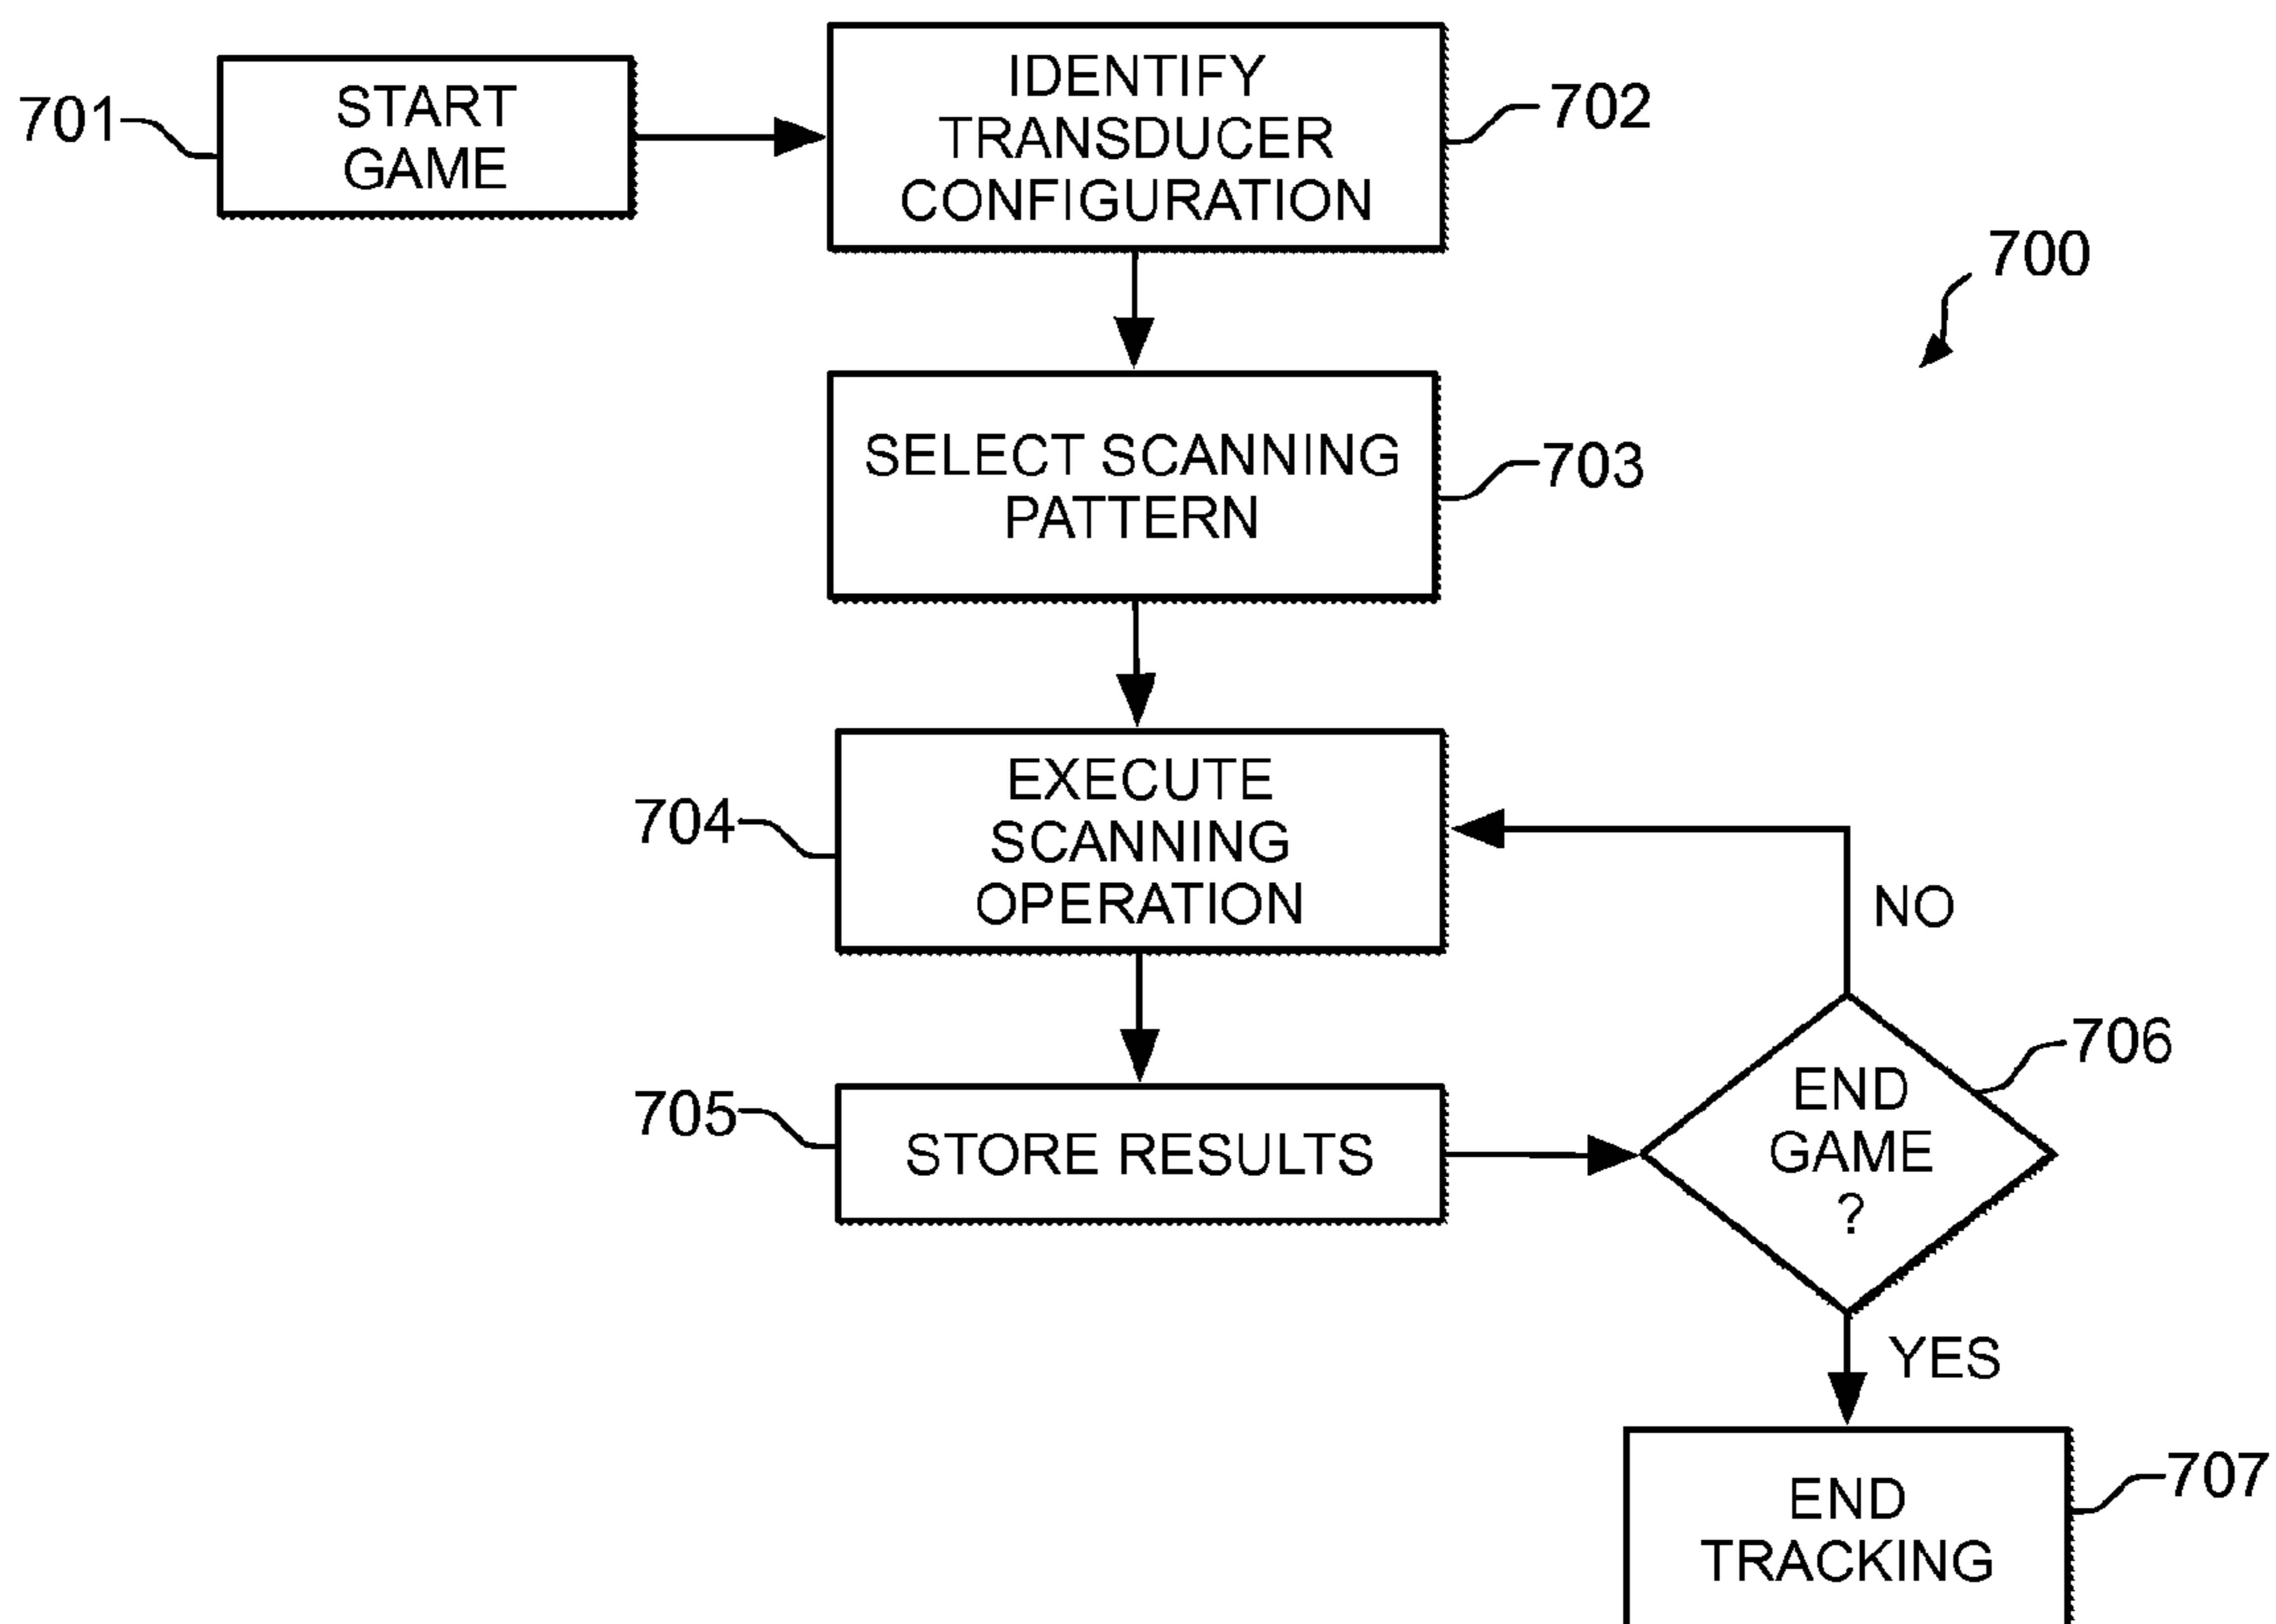 701
START
GAME
IDENTIFY
TRANSDUCER
CONFIGURATION
702
700
SELECT SCANNING
PATTERN
703
704
EXECUTE
SCANNING
OPERATION
NO
705
STORE RESULTS
END
GAME
?
706
YES
END
TRACKING
707